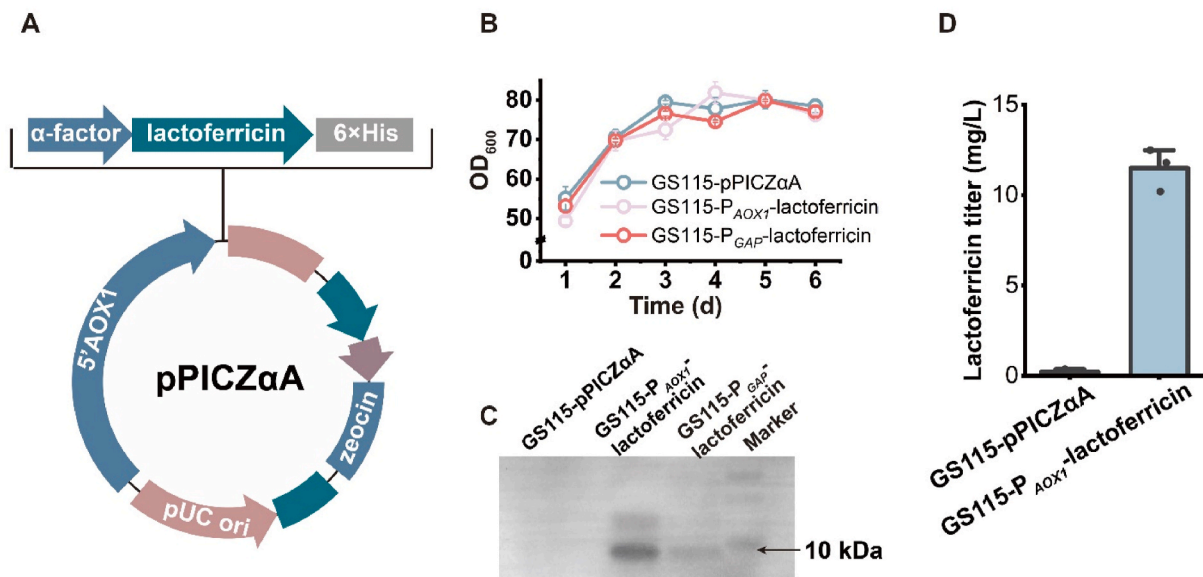 A
α-factor
lactoferricin
6×His
5'AOX1
pPICZαA
zeocin
pUC ori
B
OD600
80
70
60
50
0
GS115-pPICZαA
GS115-PAOX1-lactoferricin
GS115-PGAP-lactoferricin
1 2 3 4 5 6
Time (d)
C
GS115-pPICZαA
GS115-PAOX1-
lactoferricin
GS115-PGAP-
lactoferricin
Marker
10 kDa
D
Lactoferricin titer (mg/L)
15
10
5
0
GS115-pPICZαA
GS115-PAOX1-lactoferricin